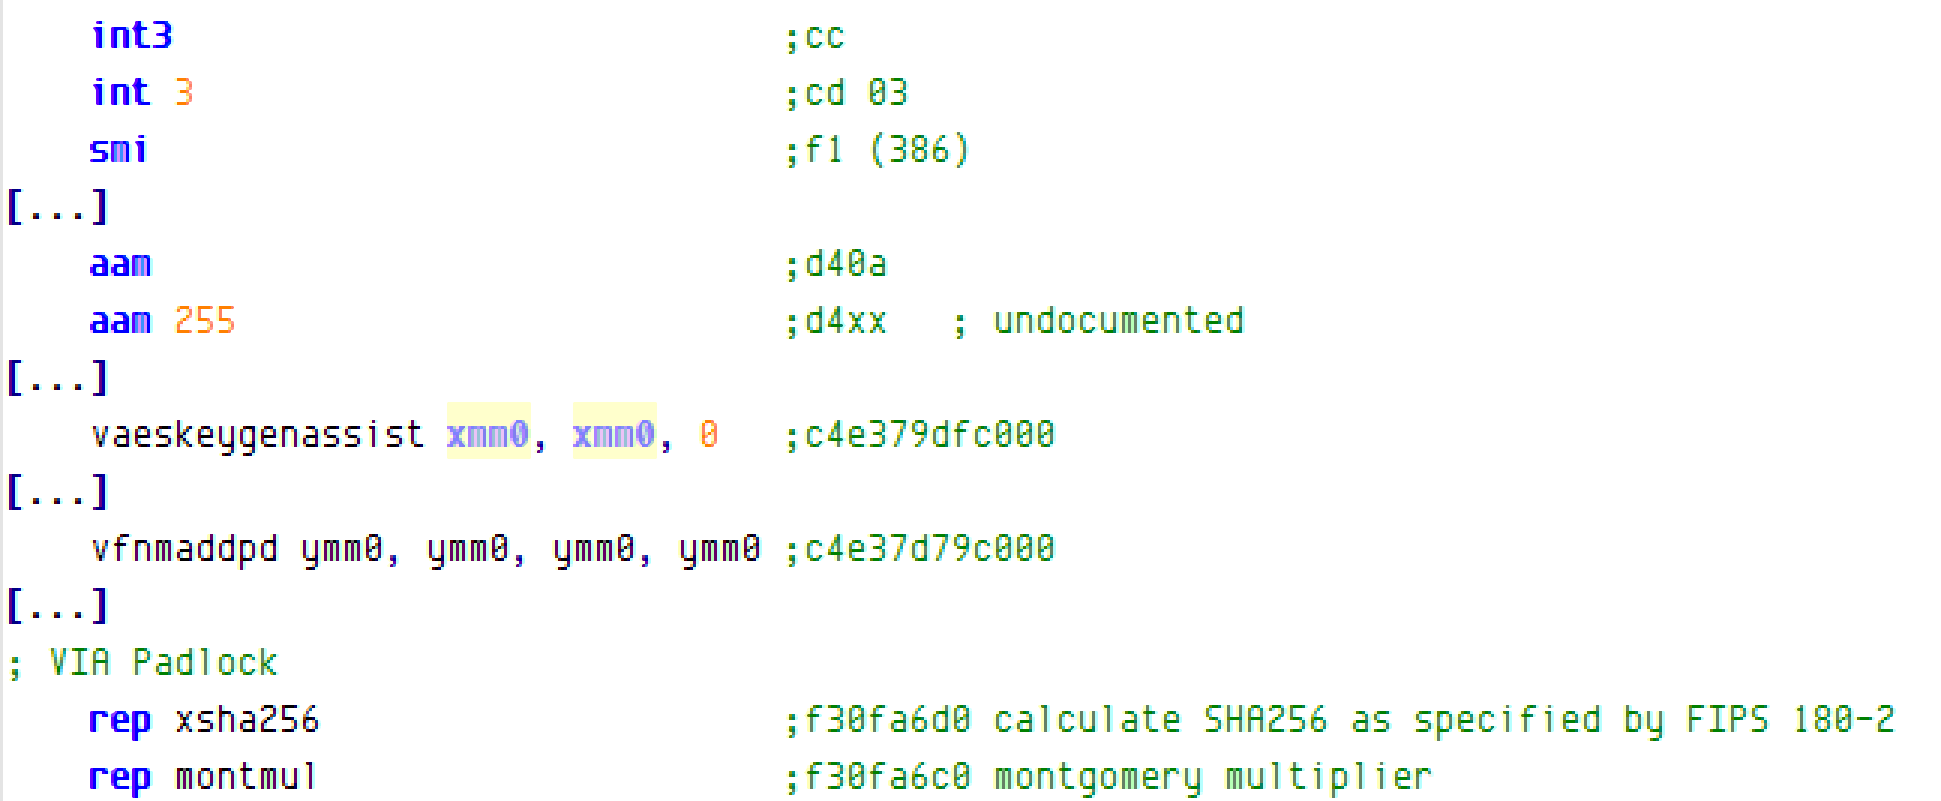 int3 ;cc
int 3 ;cd 03
smi ;f1 (386)
[...]
aam ;d40a
aam 255 ;d4xx ; undocumented
[...]
vaeskeygenassist xmm0, xmm0, 0 ;c4e379dfc000
[...]
vfnmaddpd ymm0, ymm0, ymm0, ymm0 ;c4e37d79c000
[...]
; VIA Padlock
rep xsha256 ;f30fa6d0 calculate SHA256 as specified by FIPS 180-2
rep montmul ;f30fa6c0 montgomery multiplier